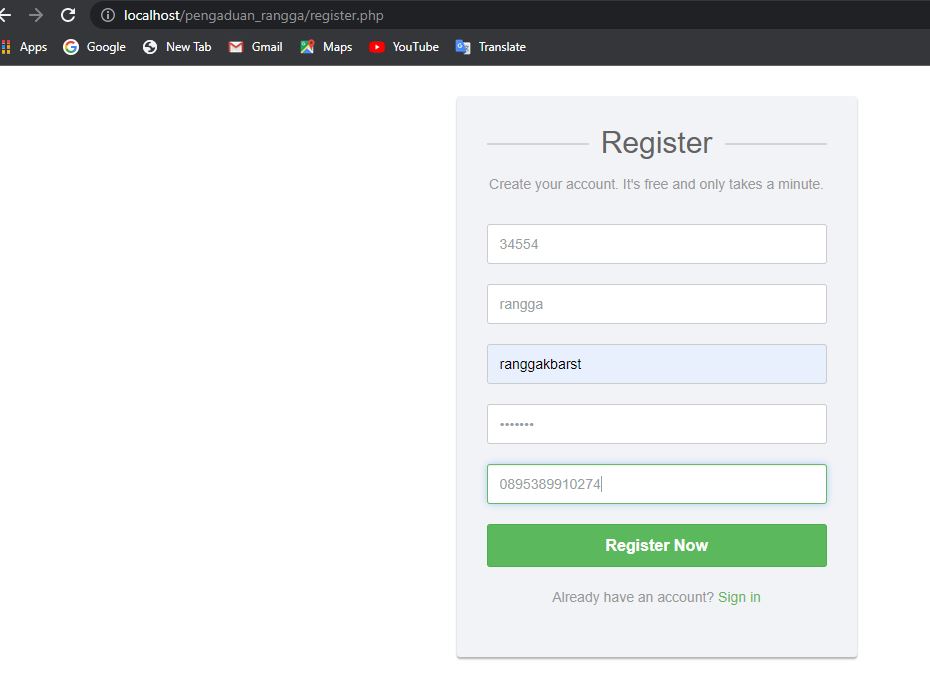 localhost/pengaduan_rangga/register.php
Apps Google New Tab Gmail Maps YouTube Translate
Register
Create your account. It's free and only takes a minute.
34554
rangga
ranggakbarst
•••••••
0895389910274
Register Now
Already have an account? Sign in